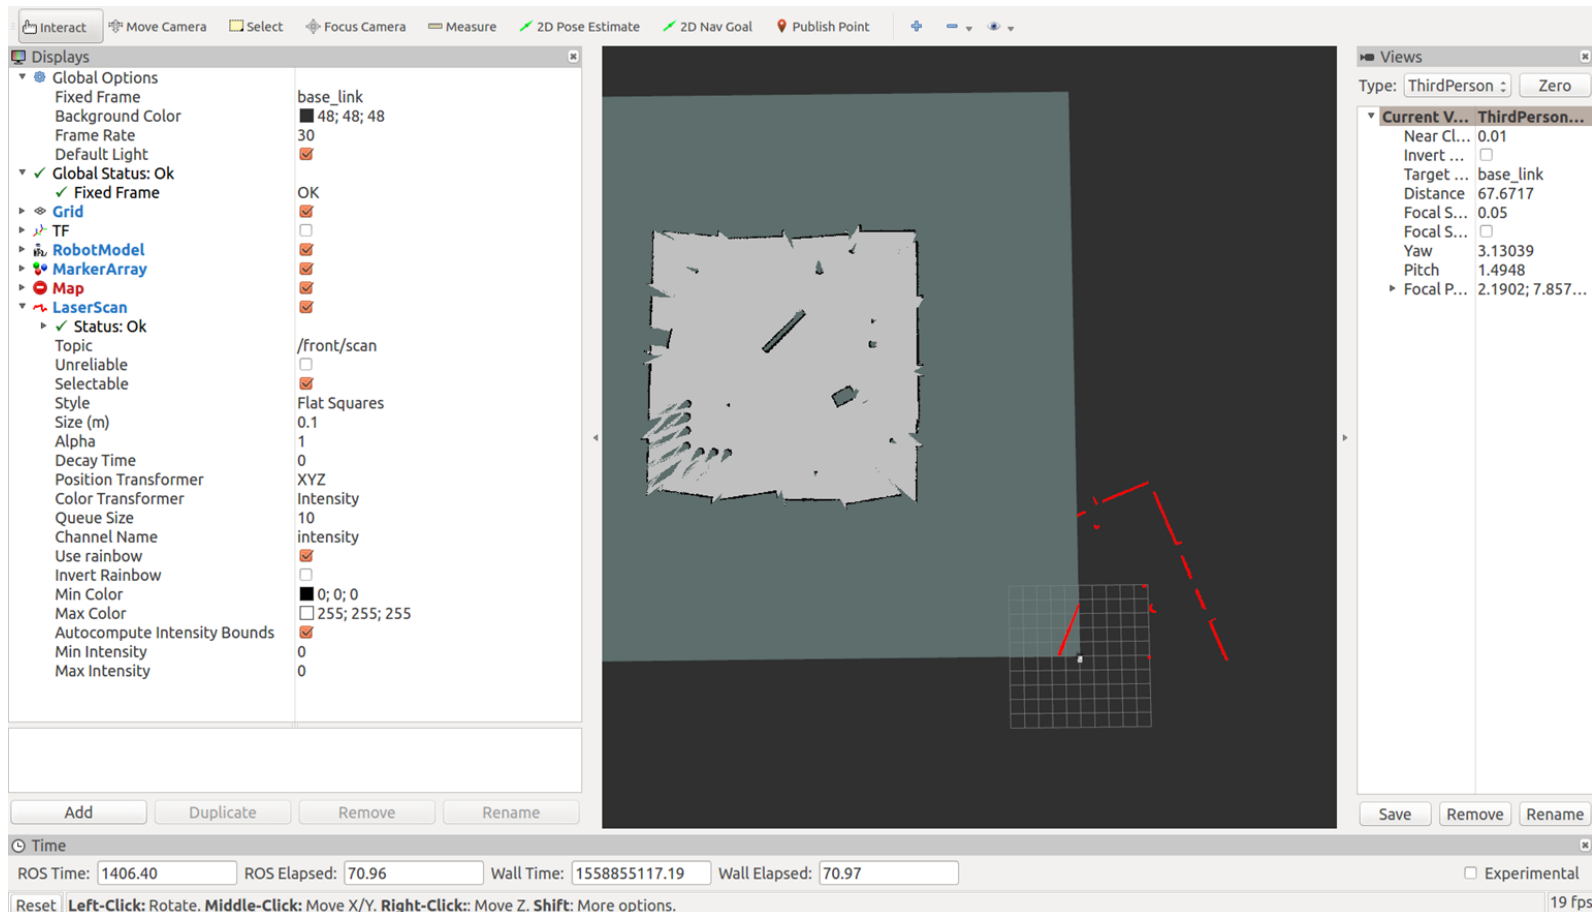 Interact Move Camera Select Focus Camera Measure 2D Pose Estimate 2D Nav Goal Publish Point
Displays
Global Options
Fixed Frame base_link
Background Color 48; 48; 48
Frame Rate 30
Default Light
Global Status: Ok
Fixed Frame OK
Grid
TF
RobotModel
MarkerArray
Map
LaserScan
Status: Ok
Topic /front/scan
Unreliable
Selectable
Style Flat Squares
Size (m) 0.1
Alpha 1
Decay Time 0
Position Transformer XYZ
Color Transformer Intensity
Queue Size 10
Channel Name intensity
Use rainbow
Invert Rainbow
Min Color 0; 0; 0
Max Color 255; 255; 255
Autocompute Intensity Bounds
Min Intensity 0
Max Intensity 0
Add Duplicate Remove Rename
Views
Type: ThirdPerson Zero
Current V... ThirdPerson...
Near Cl... 0.01
Invert ...
Target ... base_link
Distance 67.6717
Focal S... 0.05
Focal S...
Yaw 3.13039
Pitch 1.4948
Focal P... 2.1902; 7.857...
Save Remove Rename
Time
ROS Time: 1406.40 ROS Elapsed: 70.96 Wall Time: 1558855117.19 Wall Elapsed: 70.97 Experimental
Reset Left-Click: Rotate. Middle-Click: Move X/Y. Right-Click:: Move Z. Shift: More options. 19 fps